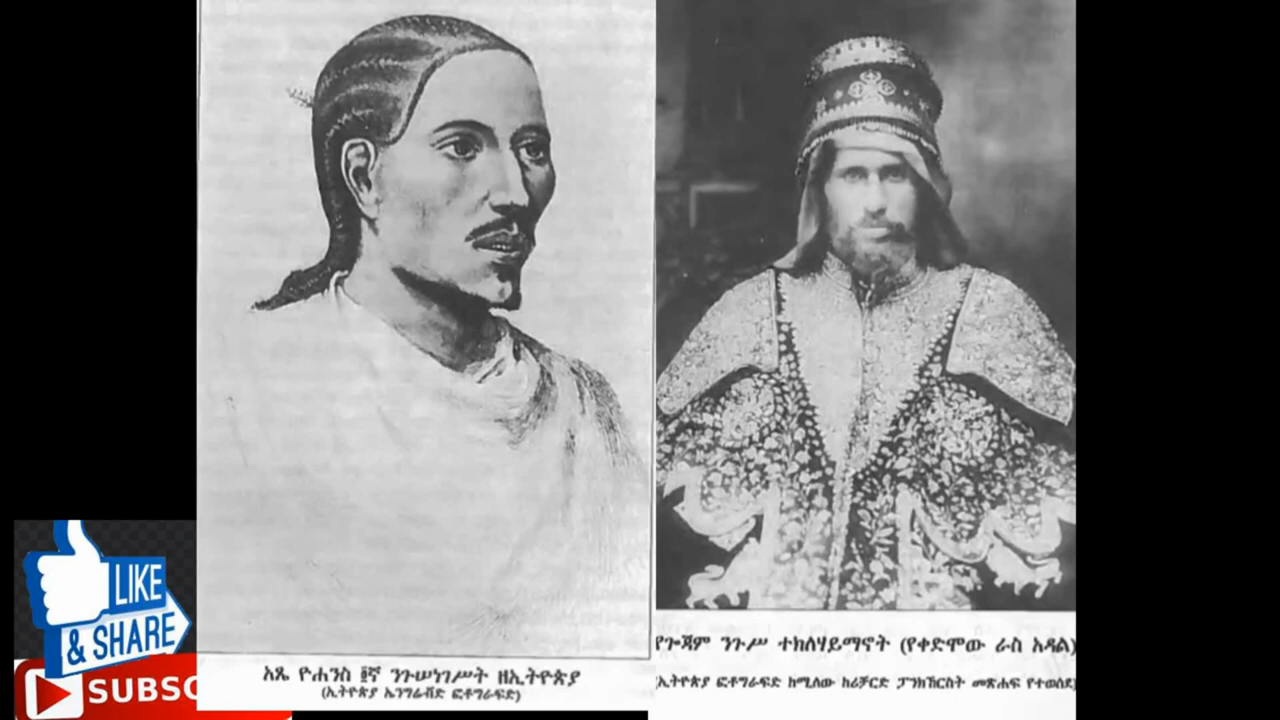 አጼ ዮሐንስ ፬ኛ ንጉሠነገሥት ዘኢትዮጵያ
(ኢትዮጵያ ኢንግሬብድ ፎቶግራፍድ)
የጐጃም ንጉሥ ተክለሃይማኖት (የቀድሞው ራስ አዳል)
ኢትዮጵያ ፎቶግራፍድ ከሚለው ከሪቻርድ ፓንክኸርስት መጽሐፍ የተወሰደ
LIKE
& SHARE
SUBSC